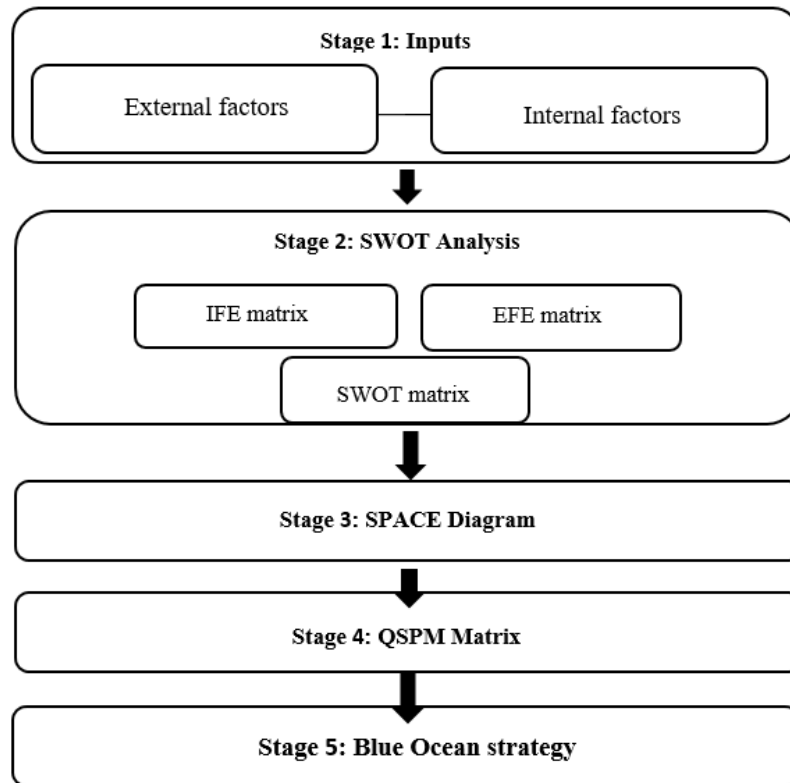 Stage 1: Inputs
External factors
Internal factors
Stage 2: SWOT Analysis
IFE matrix
EFE matrix
SWOT matrix
Stage 3: SPACE Diagram
Stage 4: QSPM Matrix
Stage 5: Blue Ocean strategy